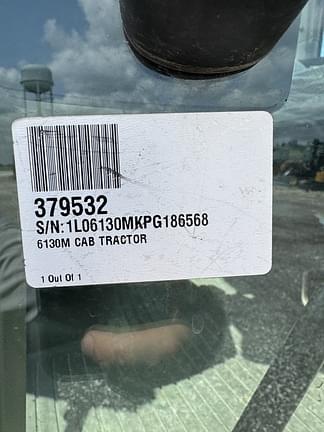 379532
S/N:1L06130MKPG186568
6130M CAB TRACTOR
1 Out Of 1